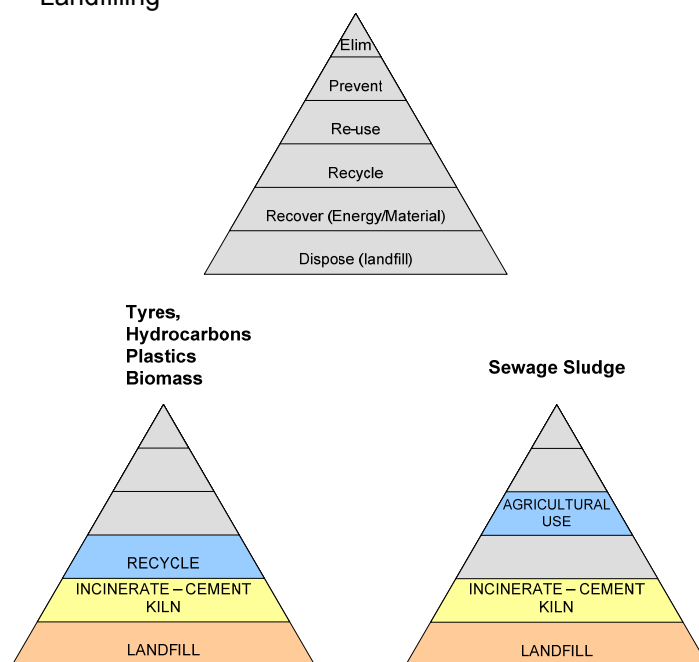 Landfilling
Elim
Prevent
Re-use
Recycle
Recover (Energy/Material)
Dispose (landfill)
Tyres,
Hydrocarbons
Plastics
Biomass
RECYCLE
INCINERATE – CEMENT
KILN
LANDFILL
Sewage Sludge
AGRICULTURAL
USE
INCINERATE – CEMENT
KILN
LANDFILL